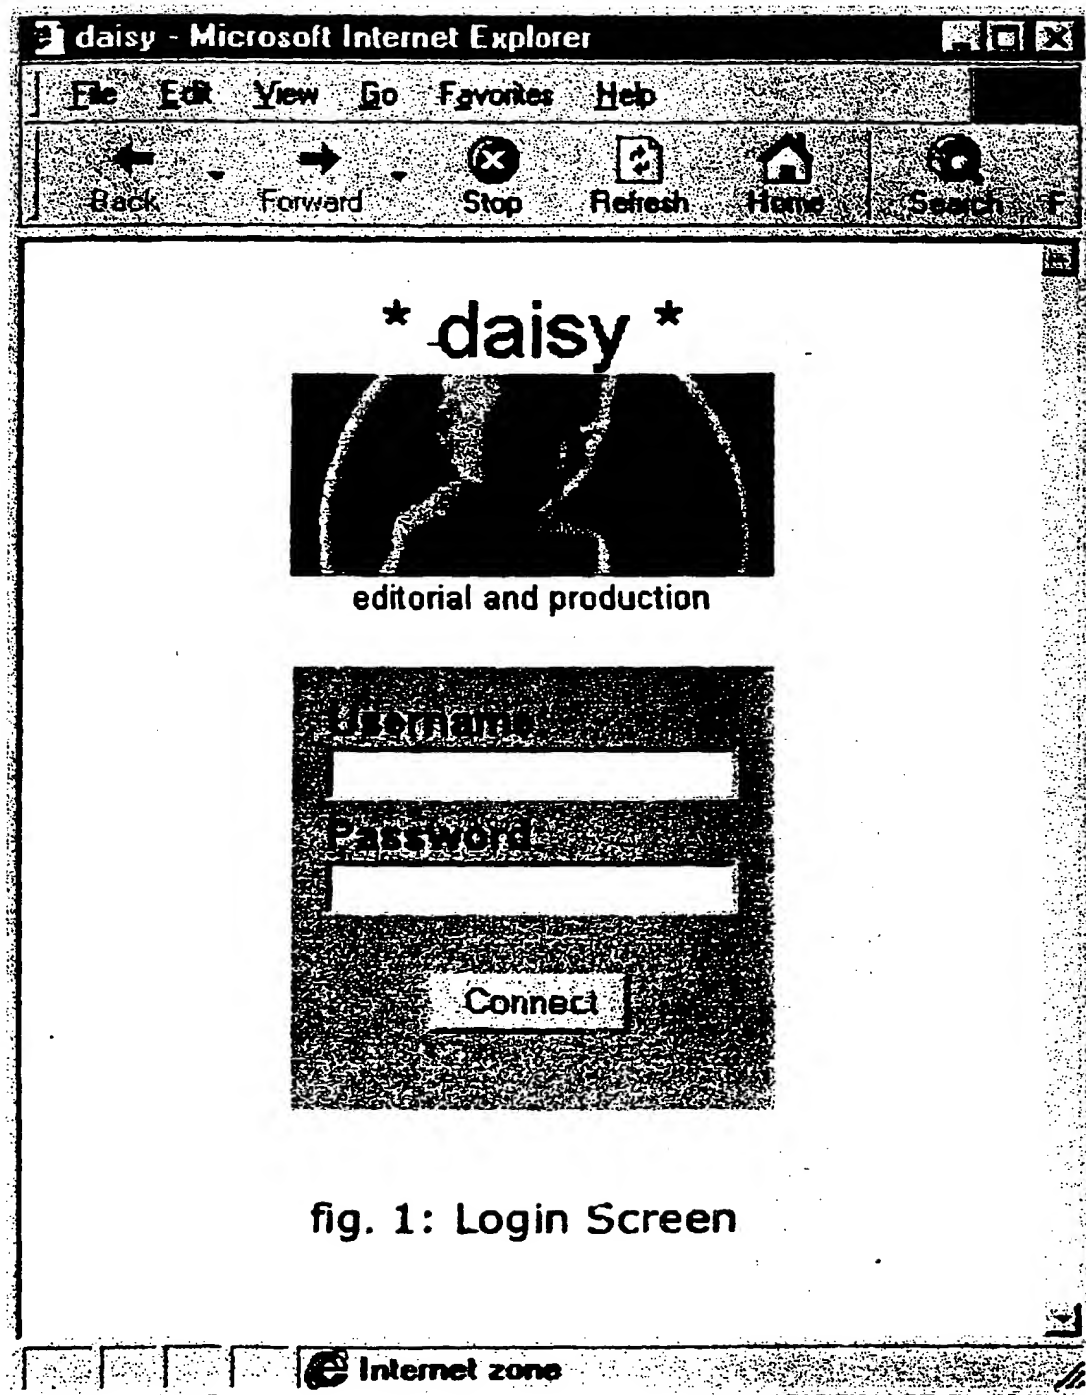 daisy - Microsoft Internet Explorer
File Edit View Go Favorites Help
Back Forward Stop Refresh Home Search F
* daisy *
editorial and production
Username
Password
Connect
fig. 1: Login Screen
Internet zone